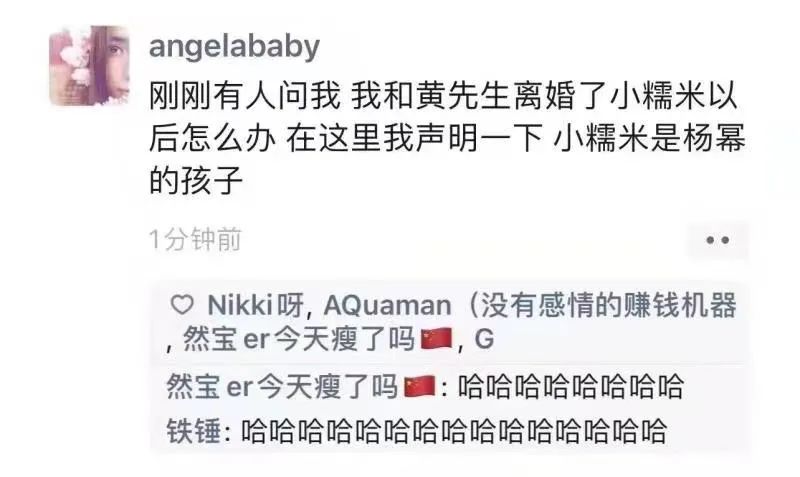 angelababy
刚刚有人问我 我和黄先生离婚了小糯米以
后怎么办 在这里我声明一下 小糯米是杨幂
的孩子
1分钟前
Nikki呀, AQuaman（没有感情的赚钱机器
, 然宝er今天瘦了吗🇨🇳, G
然宝er今天瘦了吗🇨🇳: 哈哈哈哈哈哈哈哈
铁锤: 哈哈哈哈哈哈哈哈哈哈哈哈哈哈哈